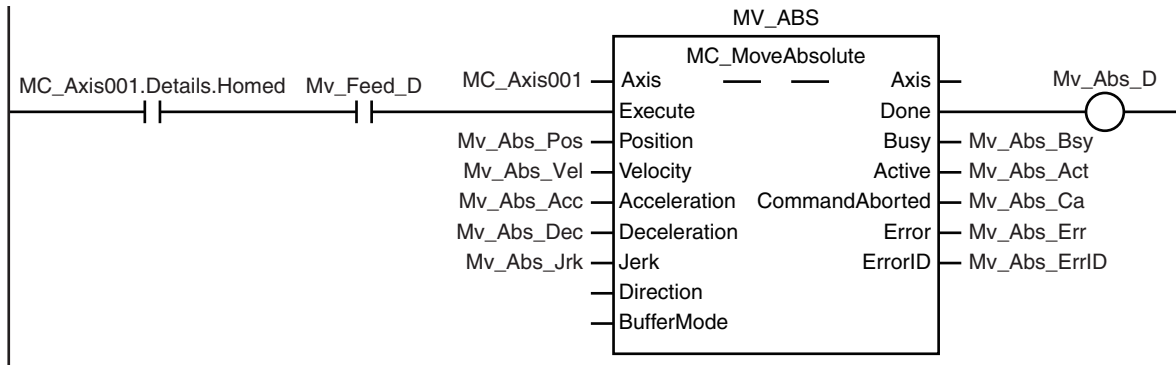 MV_ABS
MC_MoveAbsolute
MC_Axis001.Details.Homed Mv_Feed_D MC_Axis001 Axis Axis Mv_Abs_D
Execute Done
Mv_Abs_Pos Position Busy Mv_Abs_Bsy
Mv_Abs_Vel Velocity Active Mv_Abs_Act
Mv_Abs_Acc Acceleration CommandAborted Mv_Abs_Ca
Mv_Abs_Dec Deceleration Error Mv_Abs_Err
Mv_Abs_Jrk Jerk ErrorID Mv_Abs_ErrID
Direction
BufferMode